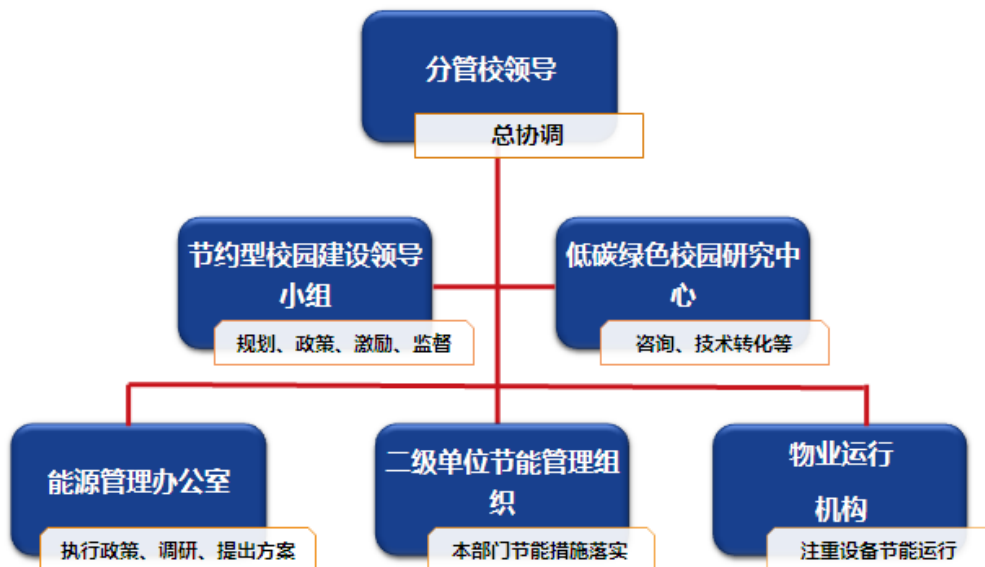 分管校领导
总协调
节约型校园建设领导
小组
规划、政策、激励、监督
低碳绿色校园研究中
心
咨询、技术转化等
能源管理办公室
执行政策、调研、提出方案
二级单位节能管理组
织
本部门节能措施落实
物业运行
机构
注重设备节能运行